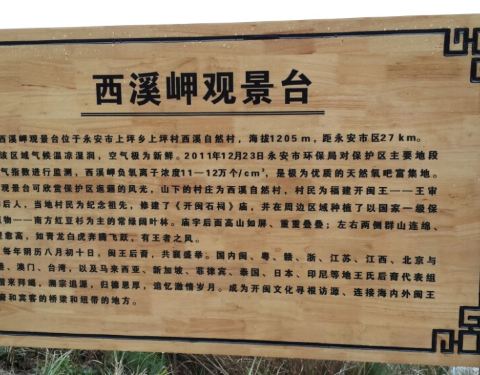 西溪岬观景台
西溪岬观景台位于永安市上坪乡上坪村西溪自然村，海拔1205m，距永安市区27km。
该区域气候温凉湿润，空气极为新鲜。2011年12月23日永安市环保局对保护区主要地段
气指数进行监测，西溪岬负氧离子浓度11—12万个/cm³，是极为优质的天然氧吧富集地。
观景台可欣赏保护区旖旎的风光，山下的村庄为西溪自然村，村民为福建开闽王——王审
后人，当地村民为纪念祖先，修建了《开闽石祠》庙，并在周边区域种植了以国家一级保
物——南方红豆杉为主的常绿阔叶林。庙宇后面高山如屏、重重叠叠；左右两侧群山连绵、
愈高，如青龙白虎奔腾飞跃，有王者之风。
每年阴历八月初十日，闽王后裔，共襄盛举。国内闽、粤、赣、浙、江苏、江西、北京与
、澳门、台湾，以及马来西亚、新加坡、菲律宾、泰国、日本、印尼等地王氏后裔代表组
前来拜谒，溯宗追源，归德恩厚，追忆激情岁月。成为开闽文化寻根访源、连接海内外闽王
裔和宾客的桥梁和纽带的地方。